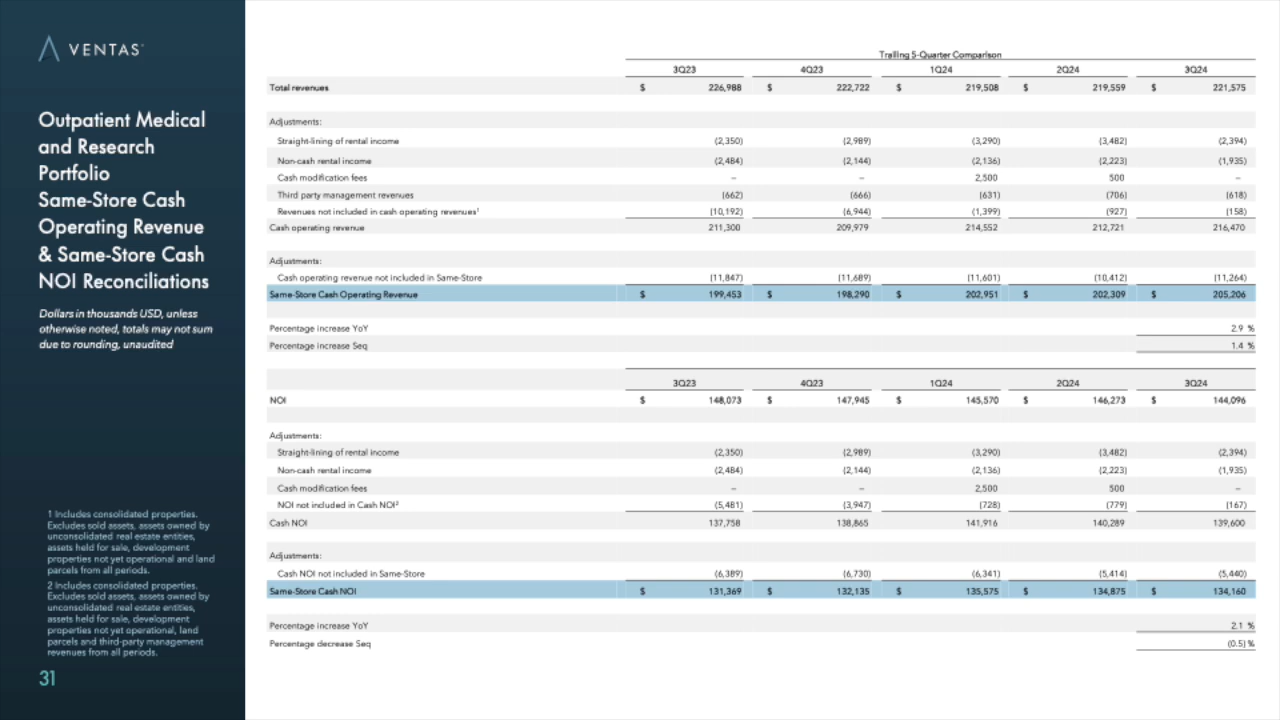 VENTAS
Outpatient Medical
and Research
Portfolio
Same-Store Cash
Operating Revenue
& Same-Store Cash
NOI Reconciliations
Dollars in thousands USD, unless
otherwise noted, totals may not sum
due to rounding, unaudited
1 Includes consolidated properties.
Excludes sold assets, assets owned by
unconsolidated real estate entities,
assets held for sale, development
properties not yet operational and land
parcels from all periods.
2 Includes consolidated properties.
Excludes sold assets, assets owned by
unconsolidated real estate entities,
assets held for sale, development
properties not yet operational, land
parcels and third-party management
revenues from all periods.
31
Trailing 5-Quarter Comparison
3Q23 4Q23 1Q24 2Q24 3Q24
Total revenues $ 226,988 $ 222,722 $ 219,508 $ 219,559 $ 221,575
Adjustments:
Straight-lining of rental income (2,350) (2,989) (3,290) (3,482) (2,394)
Non-cash rental income (2,484) (2,144) (2,136) (2,223) (1,935)
Cash modification fees – – 2,500 500 –
Third party management revenues (662) (666) (631) (706) (618)
Revenues not included in cash operating revenues¹ (10,192) (6,944) (1,399) (927) (158)
Cash operating revenue 211,300 209,979 214,552 212,721 216,470
Adjustments:
Cash operating revenue not included in Same-Store (11,847) (11,689) (11,601) (10,412) (11,264)
Same-Store Cash Operating Revenue $ 199,453 $ 198,290 $ 202,951 $ 202,309 $ 205,206
Percentage increase YoY 2.9 %
Percentage increase Seq 1.4 %
3Q23 4Q23 1Q24 2Q24 3Q24
NOI $ 148,073 $ 147,945 $ 145,570 $ 146,273 $ 144,096
Adjustments:
Straight-lining of rental income (2,350) (2,989) (3,290) (3,482) (2,394)
Non-cash rental income (2,484) (2,144) (2,136) (2,223) (1,935)
Cash modification fees – – 2,500 500 –
NOI not included in Cash NOI² (5,481) (3,947) (728) (779) (167)
Cash NOI 137,758 138,865 141,916 140,289 139,600
Adjustments:
Cash NOI not included in Same-Store (6,389) (6,730) (6,341) (5,414) (5,440)
Same-Store Cash NOI $ 131,369 $ 132,135 $ 135,575 $ 134,875 $ 134,160
Percentage increase YoY 2.1 %
Percentage decrease Seq (0.5) %